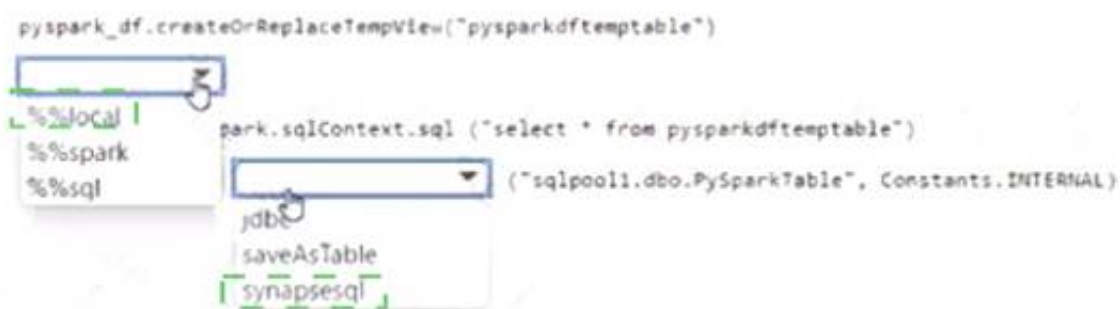 pyspark_df.createOrReplaceTempView("pysparkdftemptable")
%%local
park.sqlContext.sql ("select * from pysparkdftemptable")
%%spark
("sqlpool1.dbo.PySparkTable", Constants.INTERNAL)
%%sql
jdbc
saveAsTable
synapsesql